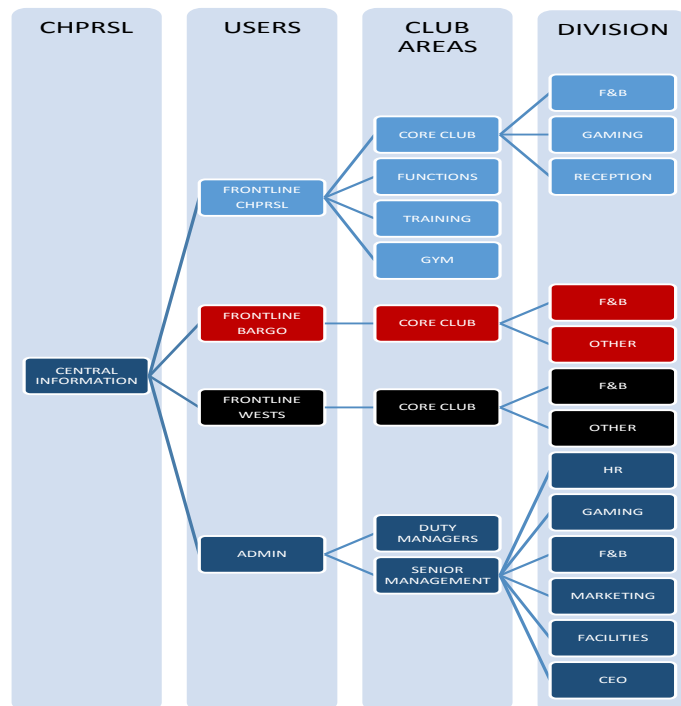 CHPRSL
USERS
CLUB
AREAS
DIVISION
CENTRAL
INFORMATION
FRONTLINE
CHPRSL
FRONTLINE
BARGO
FRONTLINE
WESTS
ADMIN
CORE CLUB
FUNCTIONS
TRAINING
GYM
CORE CLUB
CORE CLUB
DUTY
MANAGERS
SENIOR
MANAGEMENT
F&B
GAMING
RECEPTION
F&B
OTHER
F&B
OTHER
HR
GAMING
F&B
MARKETING
FACILITIES
CEO